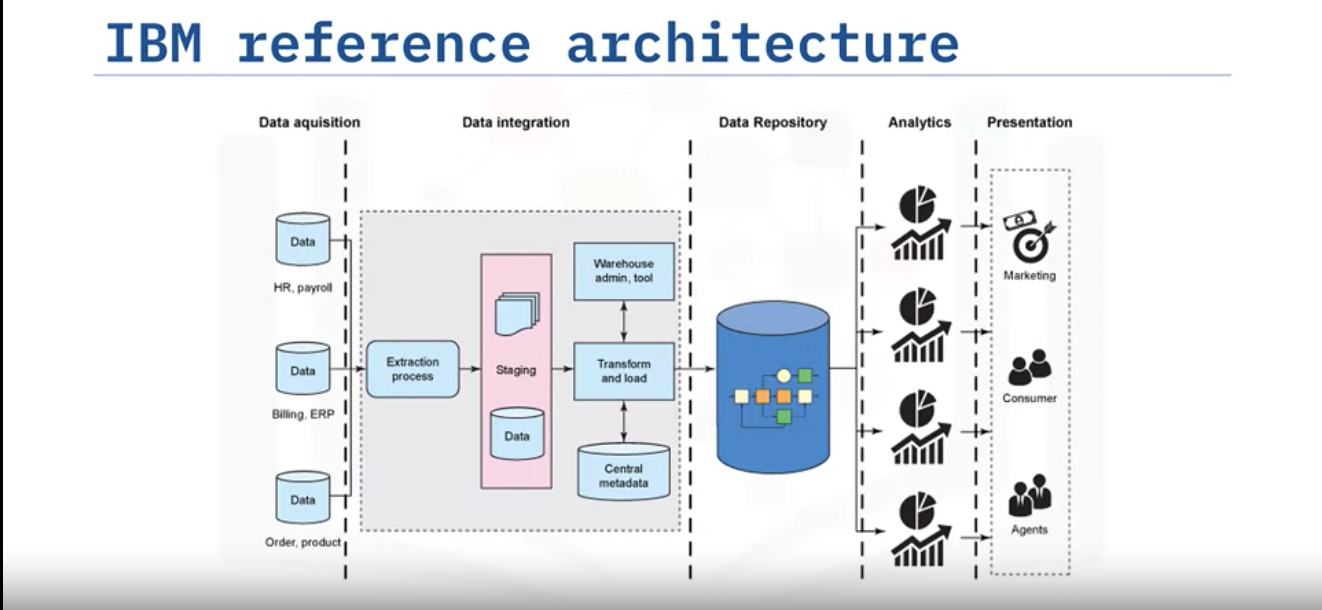 IBM reference architecture
Data aquisition
Data integration
Data Repository
Analytics
Presentation
Data
HR, payroll
Data
Billing, ERP
Data
Order, product
Extraction
process
Staging
Data
Warehouse
admin, tool
Transform
and load
Central
metadata
Marketing
Consumer
Agents